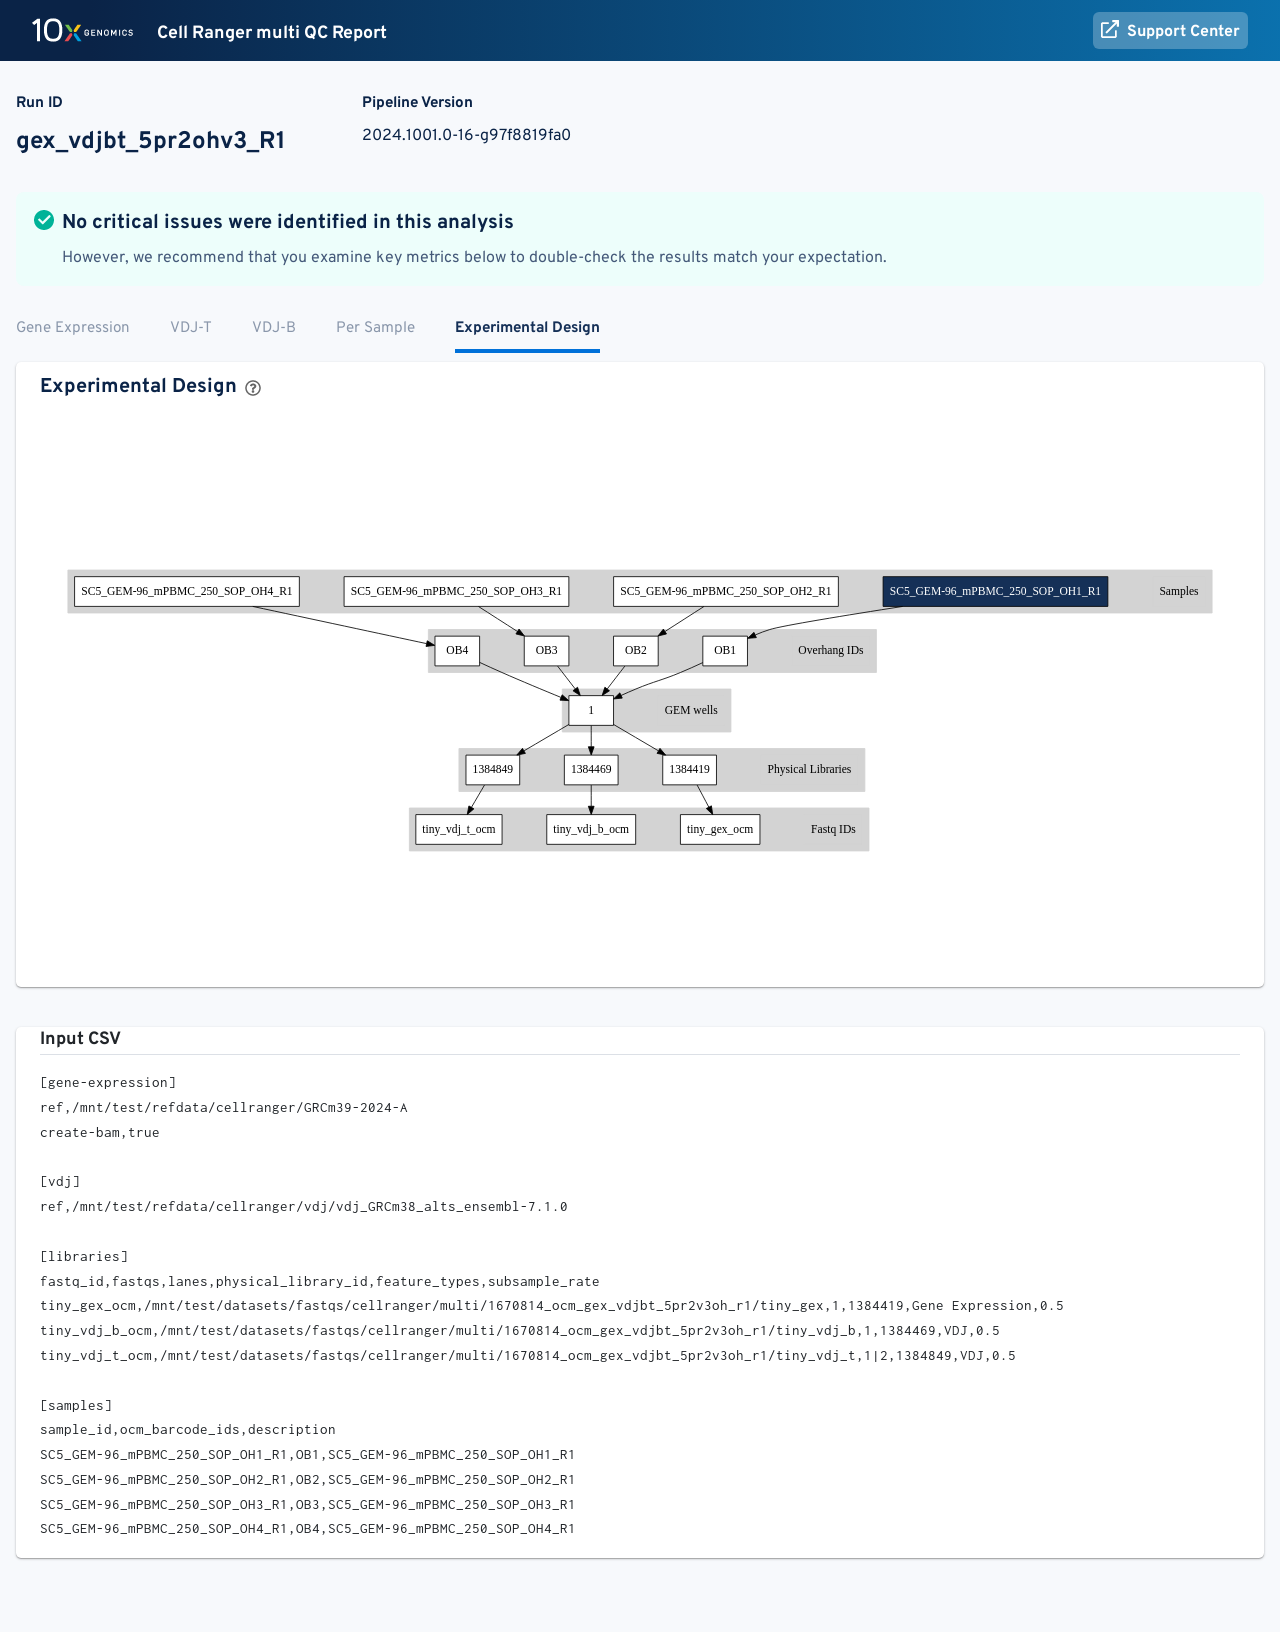 10x GENOMICS Cell Ranger multi QC Report Support Center
Run ID Pipeline Version
gex_vdjbt_5pr2ohv3_R1 2024.1001.0-16-g97f8819fa0
No critical issues were identified in this analysis
However, we recommend that you examine key metrics below to double-check the results match your expectation.
Gene Expression VDJ-T VDJ-B Per Sample Experimental Design
Experimental Design ?
SC5_GEM-96_mPBMC_250_SOP_OH4_R1 SC5_GEM-96_mPBMC_250_SOP_OH3_R1 SC5_GEM-96_mPBMC_250_SOP_OH2_R1 SC5_GEM-96_mPBMC_250_SOP_OH1_R1 Samples
OB4 OB3 OB2 OB1 Overhang IDs
1 GEM wells
1384849 1384469 1384419 Physical Libraries
tiny_vdj_t_ocm tiny_vdj_b_ocm tiny_gex_ocm Fastq IDs
Input CSV
[gene-expression]
ref,/mnt/test/refdata/cellranger/GRCm39-2024-A
create-bam,true
[vdj]
ref,/mnt/test/refdata/cellranger/vdj/vdj_GRCm38_alts_ensembl-7.1.0
[libraries]
fastq_id,fastqs,lanes,physical_library_id,feature_types,subsample_rate
tiny_gex_ocm,/mnt/test/datasets/fastqs/cellranger/multi/1670814_ocm_gex_vdjbt_5pr2v3oh_r1/tiny_gex,1,1384419,Gene Expression,0.5
tiny_vdj_b_ocm,/mnt/test/datasets/fastqs/cellranger/multi/1670814_ocm_gex_vdjbt_5pr2v3oh_r1/tiny_vdj_b,1,1384469,VDJ,0.5
tiny_vdj_t_ocm,/mnt/test/datasets/fastqs/cellranger/multi/1670814_ocm_gex_vdjbt_5pr2v3oh_r1/tiny_vdj_t,1|2,1384849,VDJ,0.5
[samples]
sample_id,ocm_barcode_ids,description
SC5_GEM-96_mPBMC_250_SOP_OH1_R1,OB1,SC5_GEM-96_mPBMC_250_SOP_OH1_R1
SC5_GEM-96_mPBMC_250_SOP_OH2_R1,OB2,SC5_GEM-96_mPBMC_250_SOP_OH2_R1
SC5_GEM-96_mPBMC_250_SOP_OH3_R1,OB3,SC5_GEM-96_mPBMC_250_SOP_OH3_R1
SC5_GEM-96_mPBMC_250_SOP_OH4_R1,OB4,SC5_GEM-96_mPBMC_250_SOP_OH4_R1